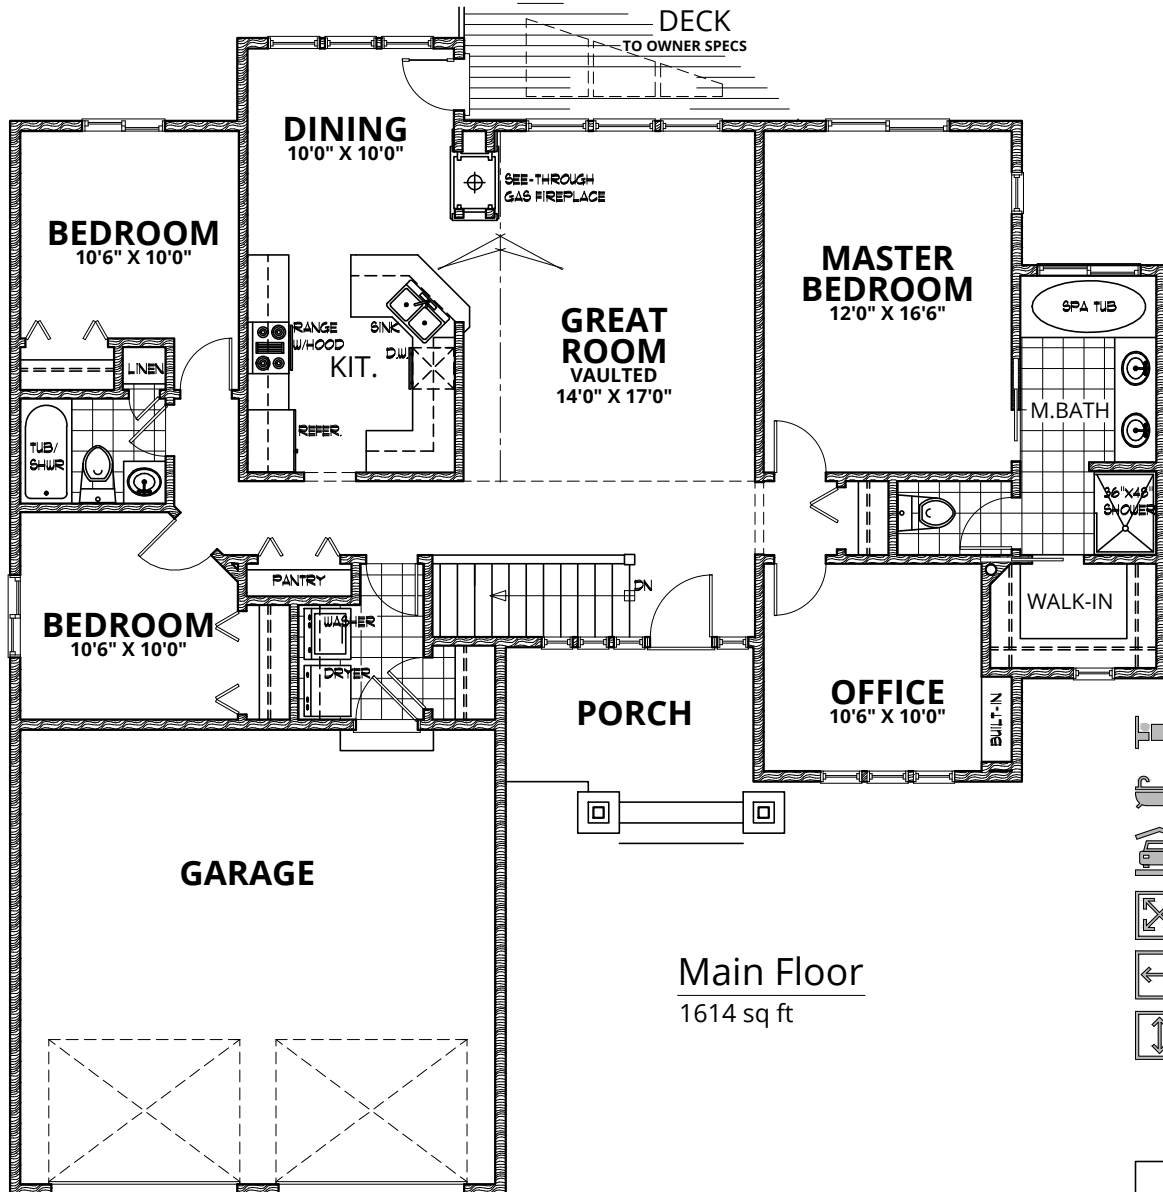 DECK
TO OWNER SPECS
DINING
10'0" X 10'0"
SEE-THROUGH
GAS FIREPLACE
BEDROOM
10'6" X 10'0"
MASTER
BEDROOM
12'0" X 16'6"
SPA TUB
GREAT
ROOM
VAULTED
14'0" X 17'0"
RANGE
W/HOOD
SINK
D.W.
KIT.
LINEN
M.BATH
REFER.
TUB/
SHWR
36"X48"
SHOWER
PANTRY
DN
WALK-IN
BEDROOM
10'6" X 10'0"
WASHER
DRYER
OFFICE
10'6" X 10'0"
PORCH
BUILT-IN
GARAGE
Main Floor
1614 sq ft